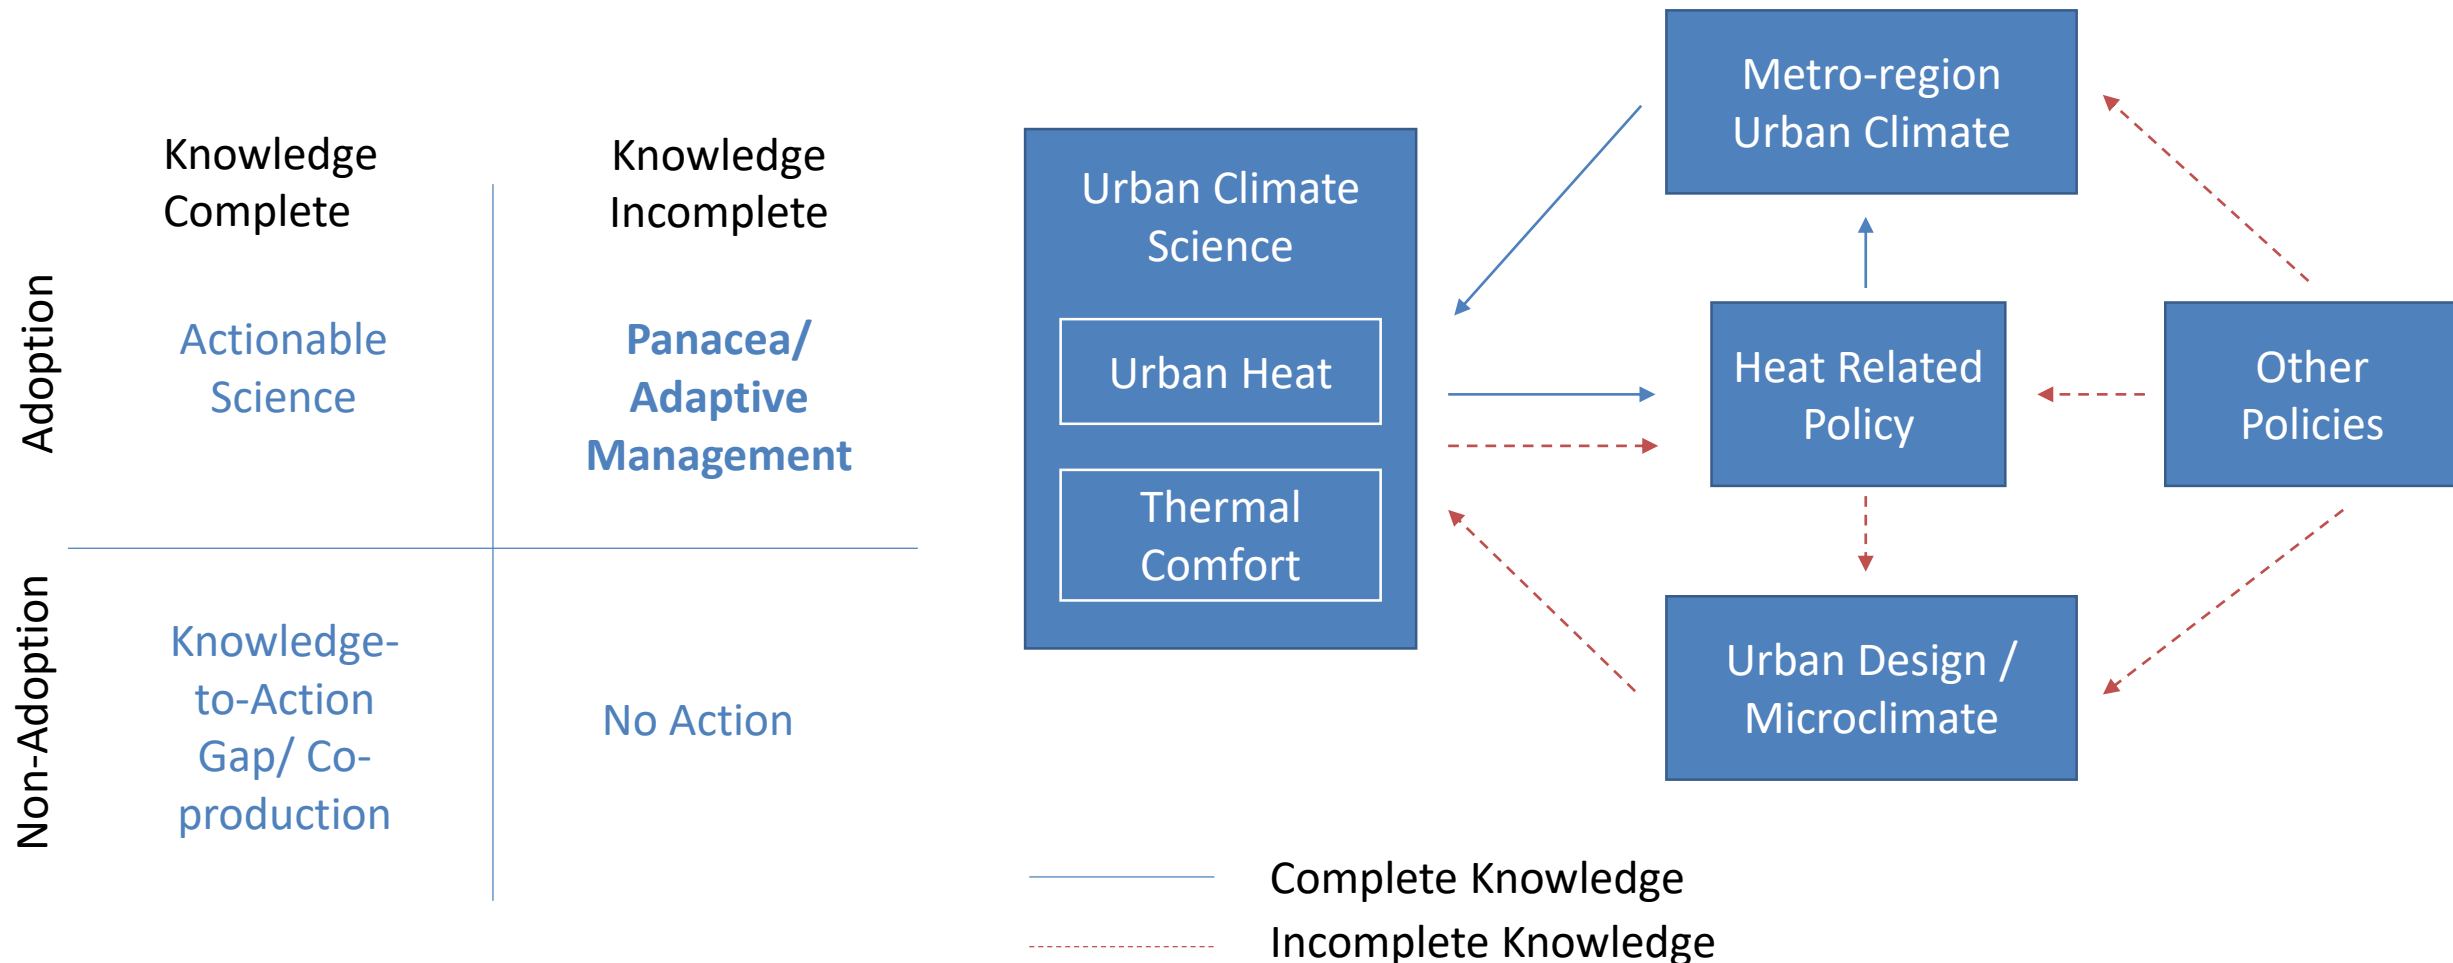 Knowledge
Complete
Knowledge
Incomplete
Adoption
Actionable
Science
Panacea/
Adaptive
Management
Non-Adoption
Knowledge-
to-Action
Gap/ Co-
production
No Action
Urban Climate
Science
Urban Heat
Thermal
Comfort
Metro-region
Urban Climate
Heat Related
Policy
Other
Policies
Urban Design /
Microclimate
Complete Knowledge
Incomplete Knowledge